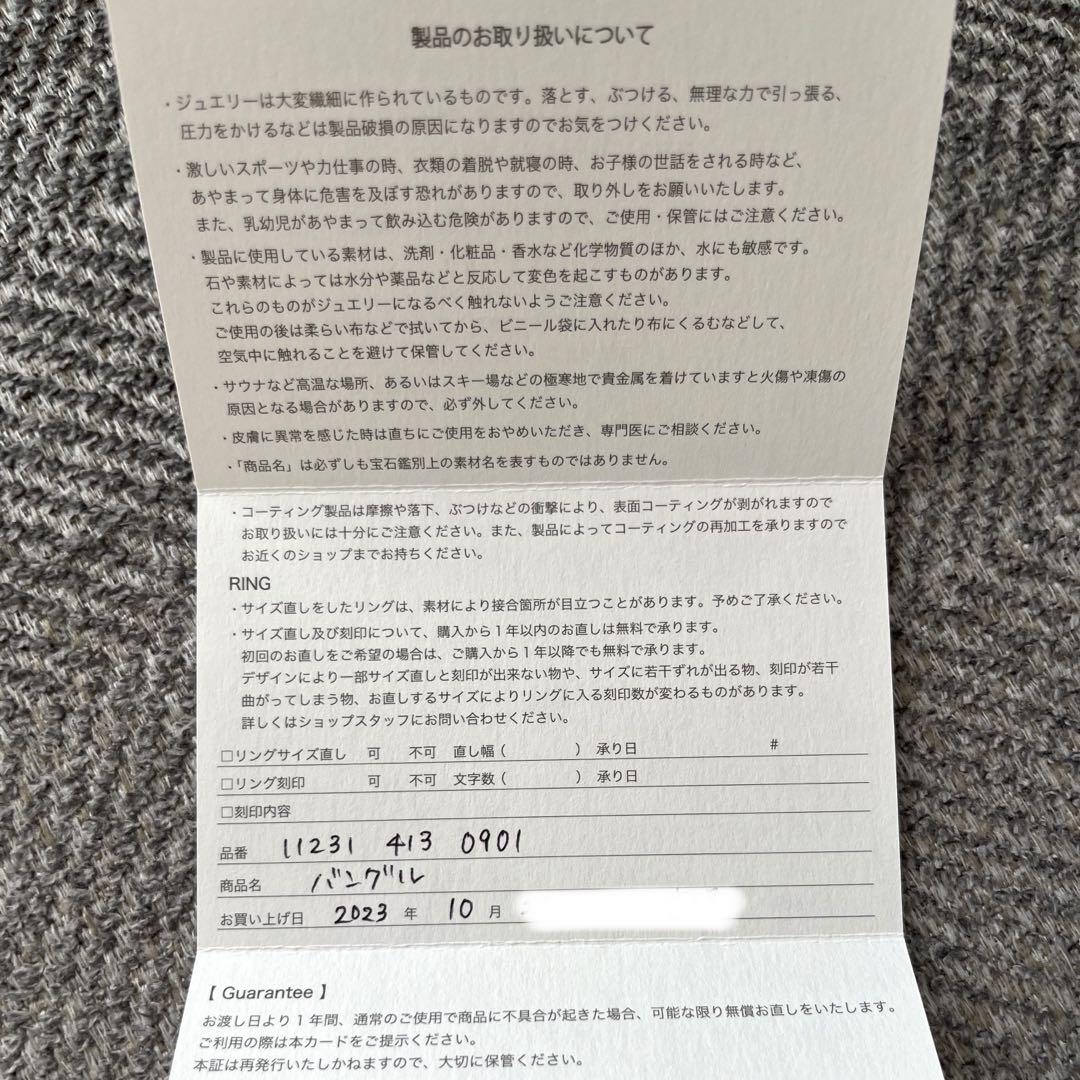 製品のお取り扱いについて
・ジュエリーは大変繊細に作られているものです。落とす、ぶつける、無理な力で引っ張る、
圧力をかけるなどは製品破損の原因になりますのでお気をつけください。
・激しいスポーツや力仕事の時、衣類の着脱や就寝の時、お子様の世話をされる時など、
あやまって身体に危害を及ぼす恐れがありますので、取り外しをお願いいたします。
また、乳幼児があやまって飲み込む危険がありますので、ご使用・保管にはご注意ください。
・製品に使用している素材は、洗剤・化粧品・香水など化学物質のほか、水にも敏感です。
石や素材によっては水分や薬品などと反応して変色を起こすものがあります。
これらのものがジュエリーになるべく触れないようご注意ください。
ご使用の後は柔らい布などで拭いてから、ビニール袋に入れたり布にくるむなどして、
空気中に触れることを避けて保管してください。
・サウナなど高温な場所、あるいはスキー場などの極寒地で貴金属を着けていますと火傷や凍傷の
原因となる場合がありますので、必ず外してください。
・皮膚に異常を感じた時は直ちにご使用をおやめいただき、専門医にご相談ください。
・「商品名」は必ずしも宝石鑑別上の素材名を表すものではありません。
・コーティング製品は摩擦や落下、ぶつけなどの衝撃により、表面コーティングが剥がれますので
お取り扱いには十分にご注意ください。また、製品によってコーティングの再加工を承りますので
お近くのショップまでお持ちください。
RING
・サイズ直しをしたリングは、素材により接合箇所が目立つことがあります。予めご了承ください。
・サイズ直し及び刻印について、購入から1年以内のお直しは無料で承ります。
初回のお直しをご希望の場合は、ご購入から1年以降でも無料で承ります。
デザインにより一部サイズ直しと刻印が出来ない物や、サイズに若干ずれが出る物、刻印が若干
曲がってしまう物、お直しするサイズによりリングに入る刻印数が変わるものがあります。
詳しくはショップスタッフにお問い合わせください。
□リングサイズ直し 可 不可 直し幅 ( ) 承り日 #
□リング刻印 可 不可 文字数 ( ) 承り日
□刻印内容
品番 11231 413 0901
商品名 バングル
お買い上げ日 2023 年 10 月
【 Guarantee 】
お渡し日より1年間、通常のご使用で商品に不具合が起きた場合、可能な限り無償お直しをいたします。
ご利用の際は本カードをご提示ください。
本証は再発行いたしかねますので、大切に保管ください。